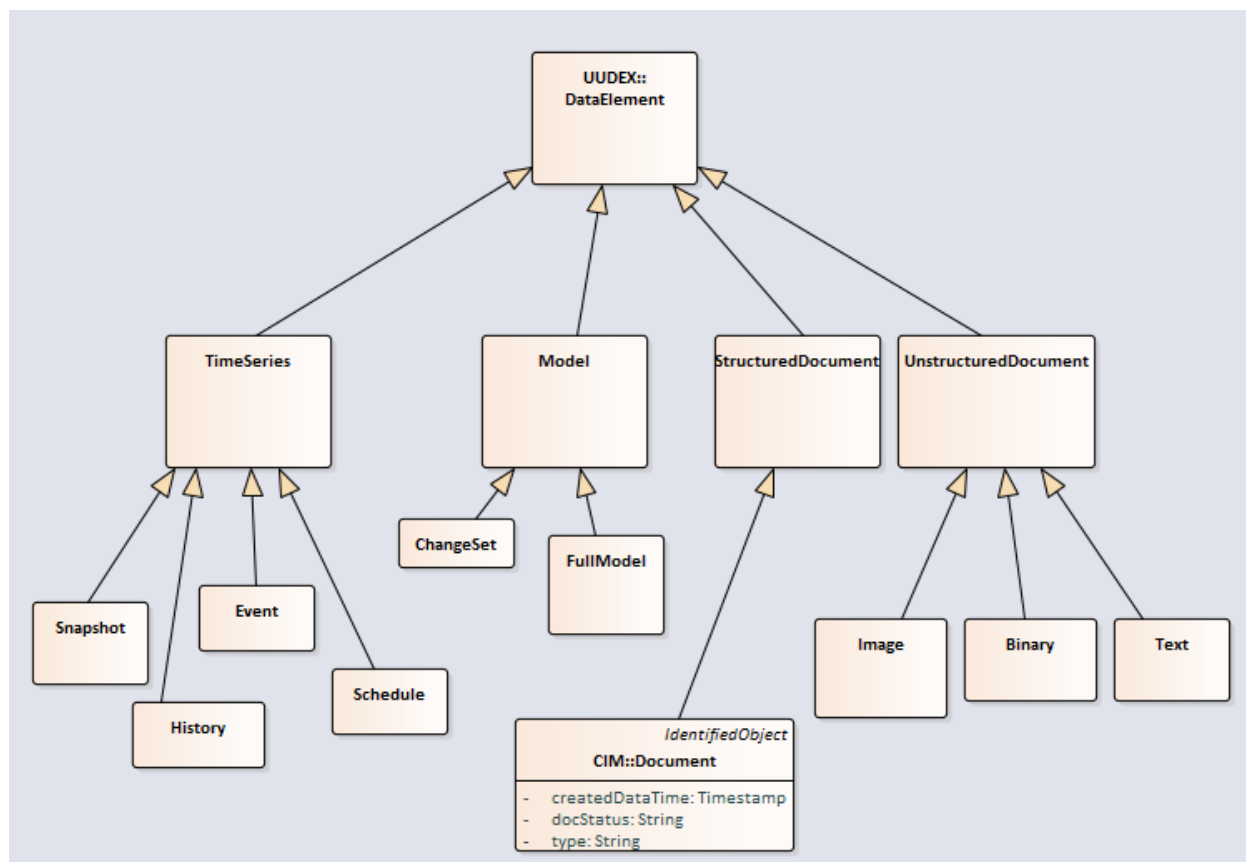 UUDEX::
DataElement
TimeSeries
Model
StructuredDocument
UnstructuredDocument
ChangeSet
FullModel
Snapshot
Event
History
Schedule
Image
Binary
Text
IdentifiedObject
CIM::Document
- createdDataTime: Timestamp
- docStatus: String
- type: String